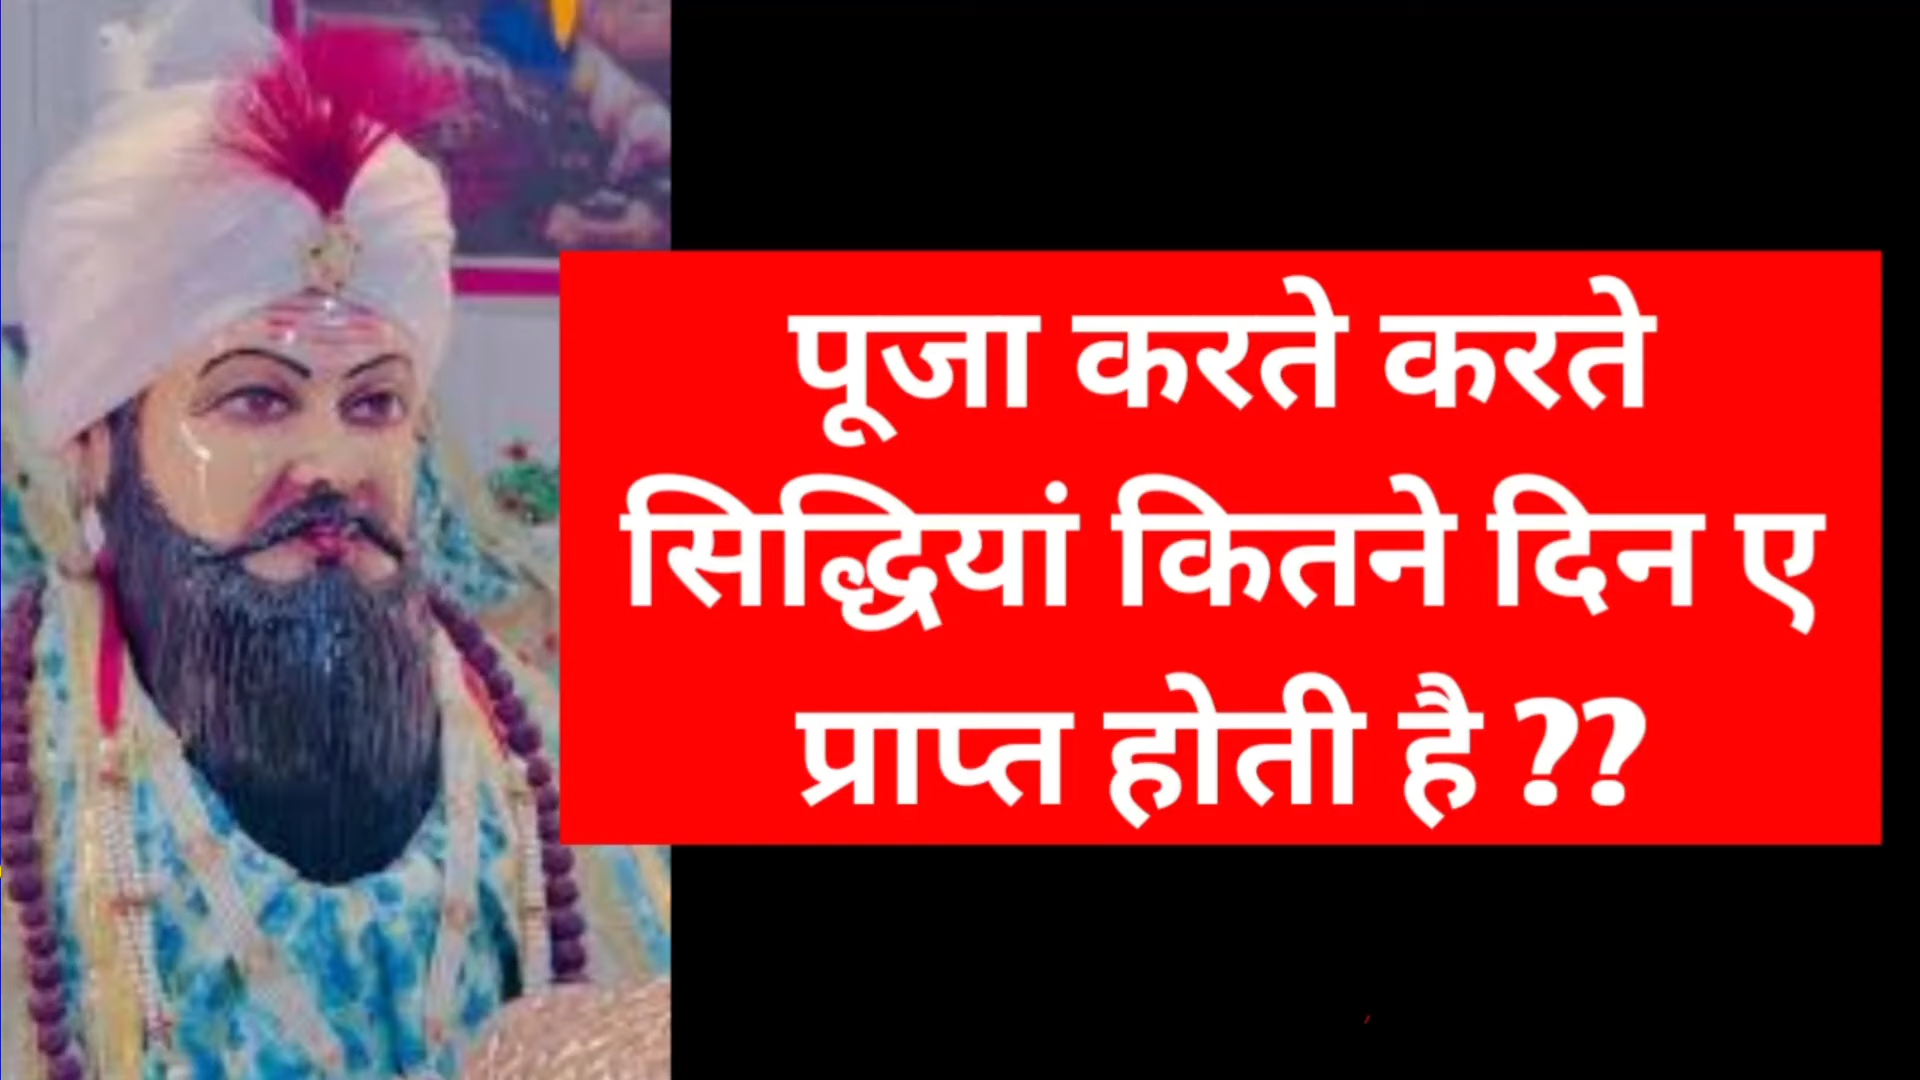 पूजा करते करते
सिद्धियां कितने दिन ए
प्राप्त होती है ??